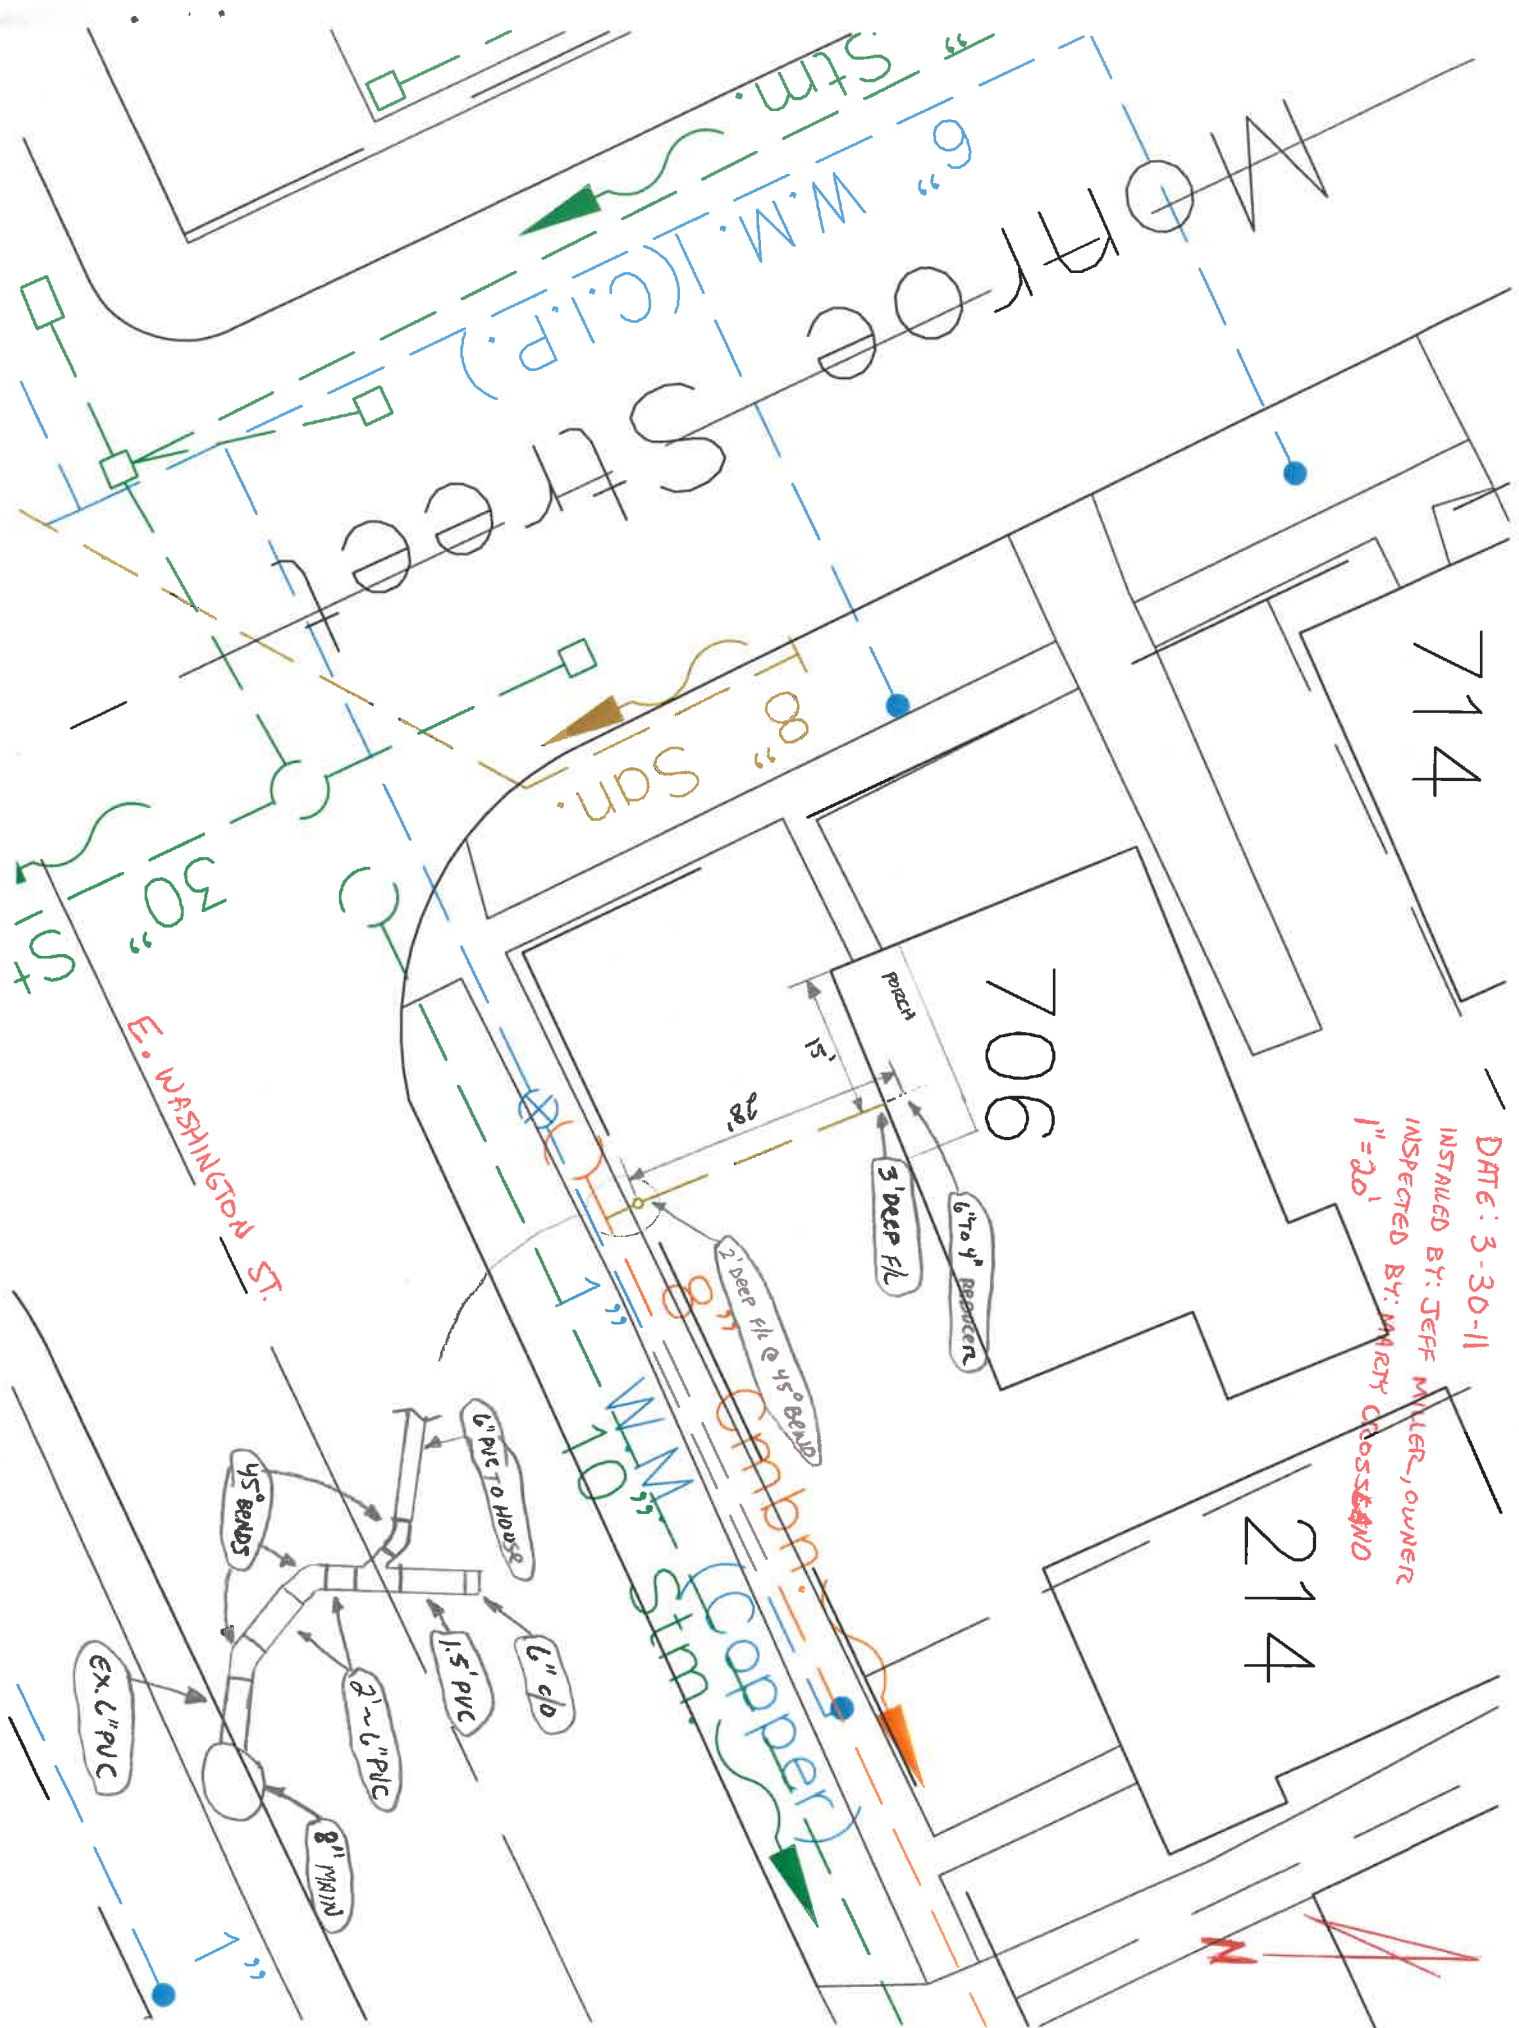 DATE: 3-30-11
INSTALLED BY: JEFF MILLER, OWNER
INSPECTED BY: MARTY CROSSLAND
1"=20'
N
714
706
214
Monroe Street
E. WASHINGTON ST.
" Stm.
6" W.M. (C.I.P.)
8" San.
30" St
PORCH
15'
28'
6" TO 4" REDUCER
3' DEEP F/L
2' DEEP F/L @ 45° BEND
8" Cmbn.
1" W.M. (Copper)
10" Stm.
6" PVC TO HOUSE
45° BENDS
6" C/O
1.5' PVC
2'~6" PVC
EX. 6" PVC
8" MAIN
1"